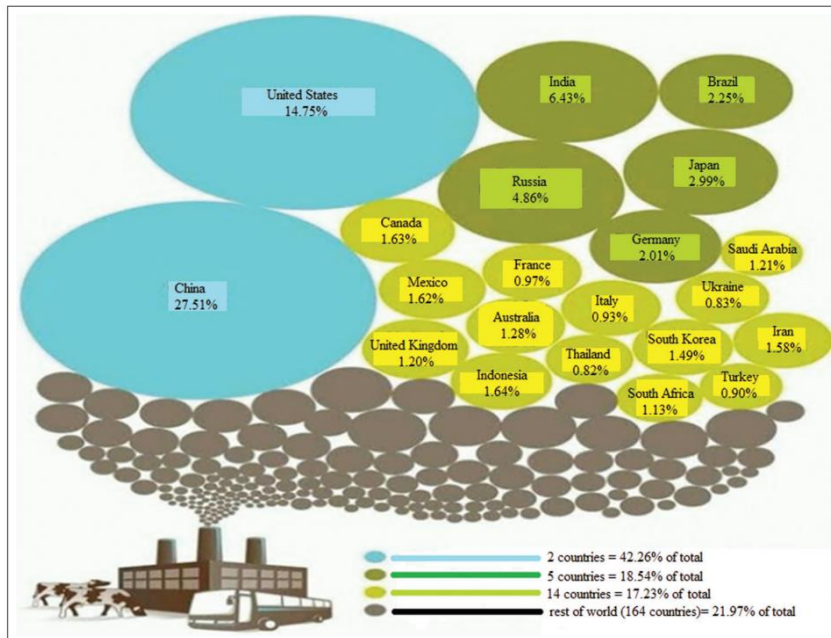 United States
14.75%
India
6.43%
Brazil
2.25%
Russia
4.86%
Japan
2.99%
Canada
1.63%
Germany
2.01%
Saudi Arabia
1.21%
China
27.51%
Mexico
1.62%
France
0.97%
Italy
0.93%
Ukraine
0.83%
Australia
1.28%
United Kingdom
1.20%
Thailand
0.82%
South Korea
1.49%
Iran
1.58%
Indonesia
1.64%
South Africa
1.13%
Turkey
0.90%
2 countries = 42.26% of total
5 countries = 18.54% of total
14 countries = 17.23% of total
rest of world (164 countries)= 21.97% of total